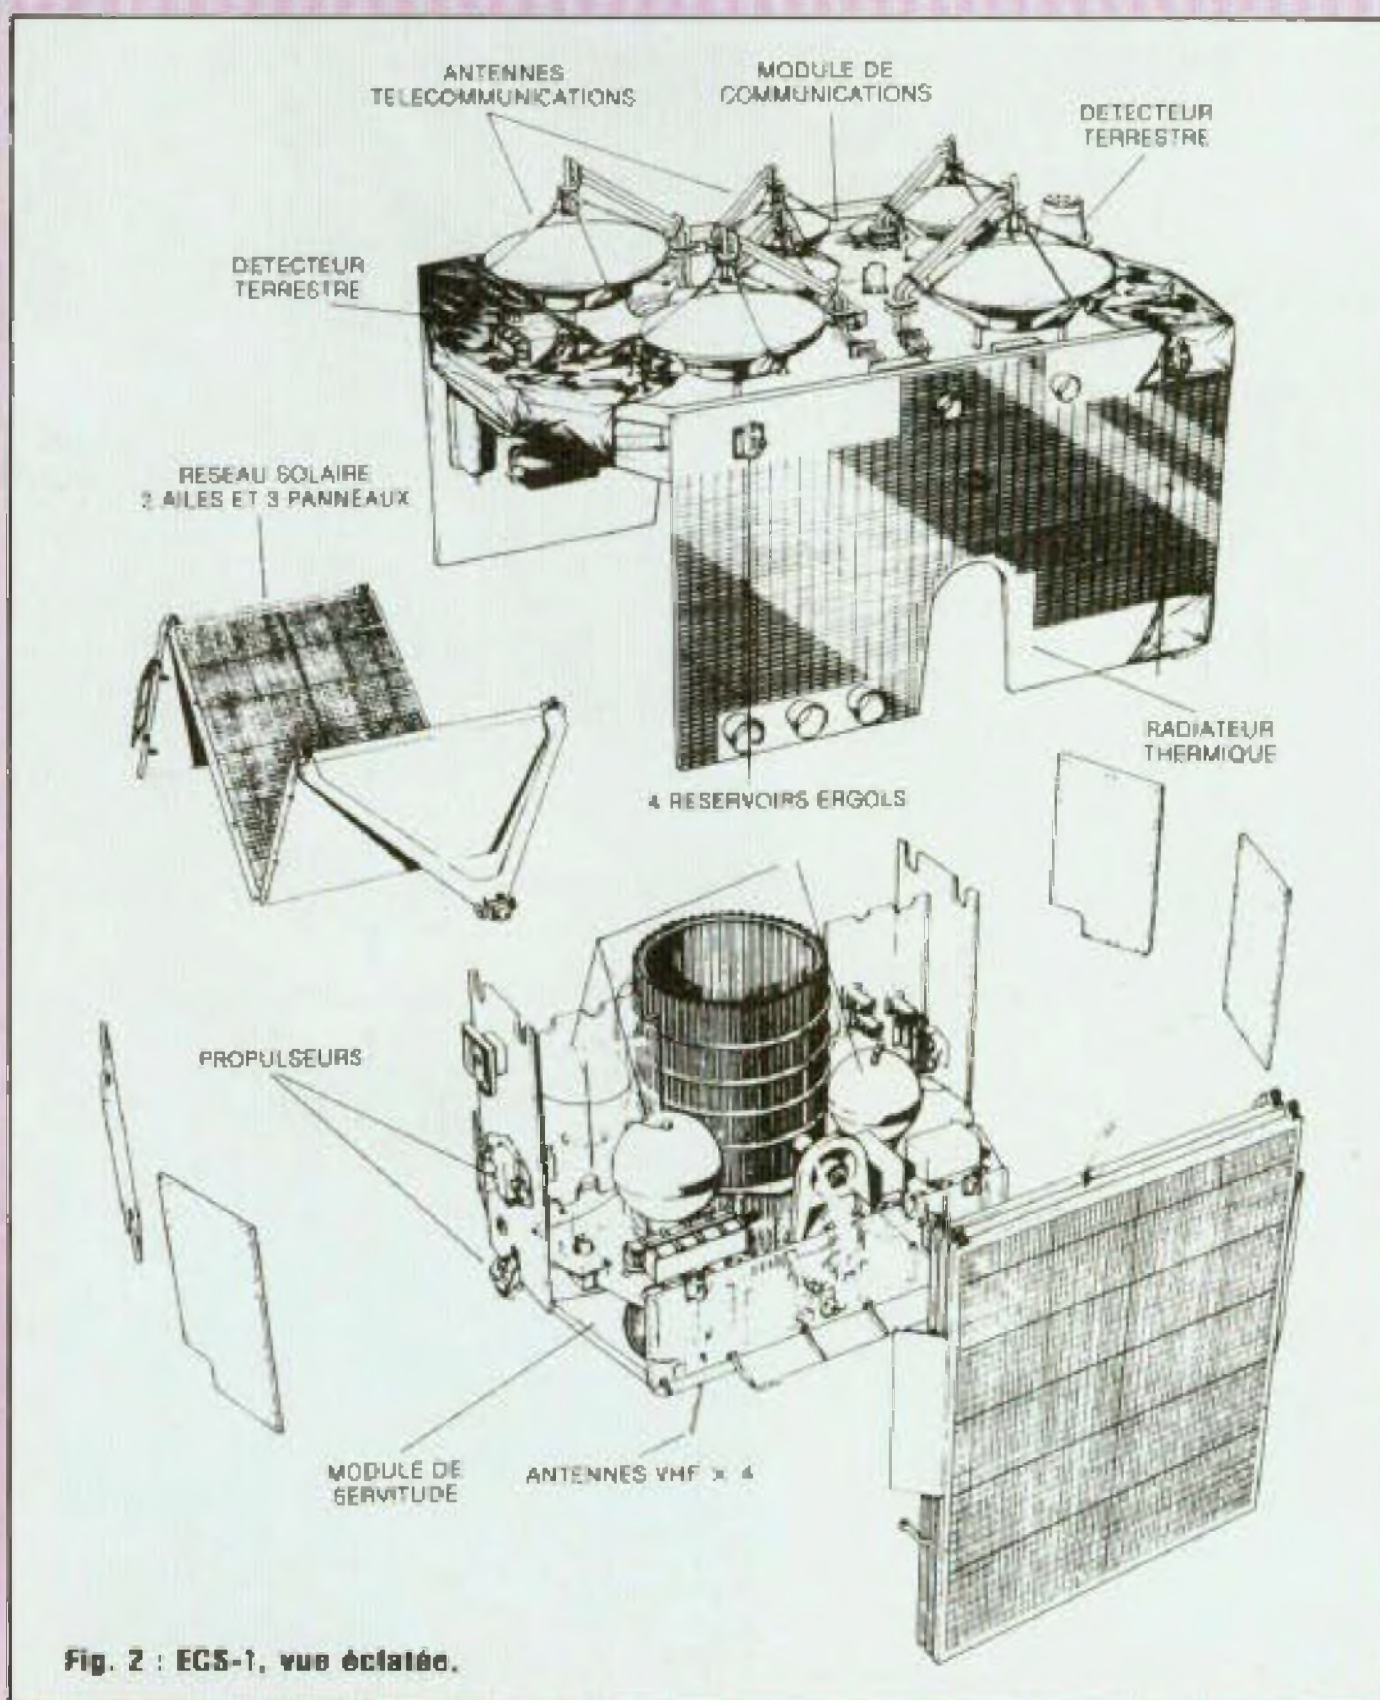 ANTENNES
TELECOMMUNICATIONS
MODULE DE
COMMUNICATIONS
DETECTEUR
TERRESTRE
DETECTEUR
TERRESTRE
RESEAU SOLAIRE
2 AILES ET 3 PANNEAUX
RADIATEUR
THERMIQUE
4 RESERVOIRS ERGOLS
PROPULSEURS
MODULE DE
SERVITUDE
ANTENNES VHF × 4
Fig. 2 : ECS-1, vue éclatée.